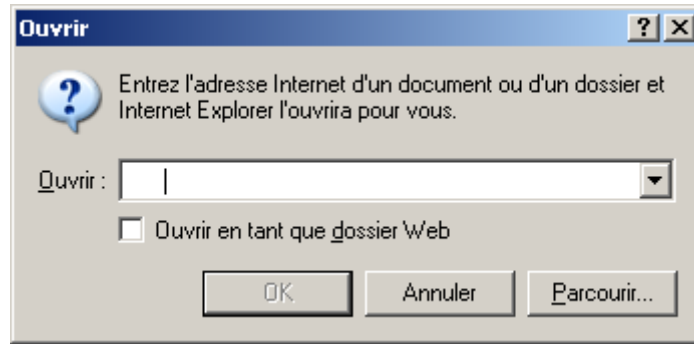 Ouvrir
Entrez l'adresse Internet d'un document ou d'un dossier et
Internet Explorer l'ouvrira pour vous.
Ouvrir :
Ouvrir en tant que dossier Web
OK Annuler Parcourir...